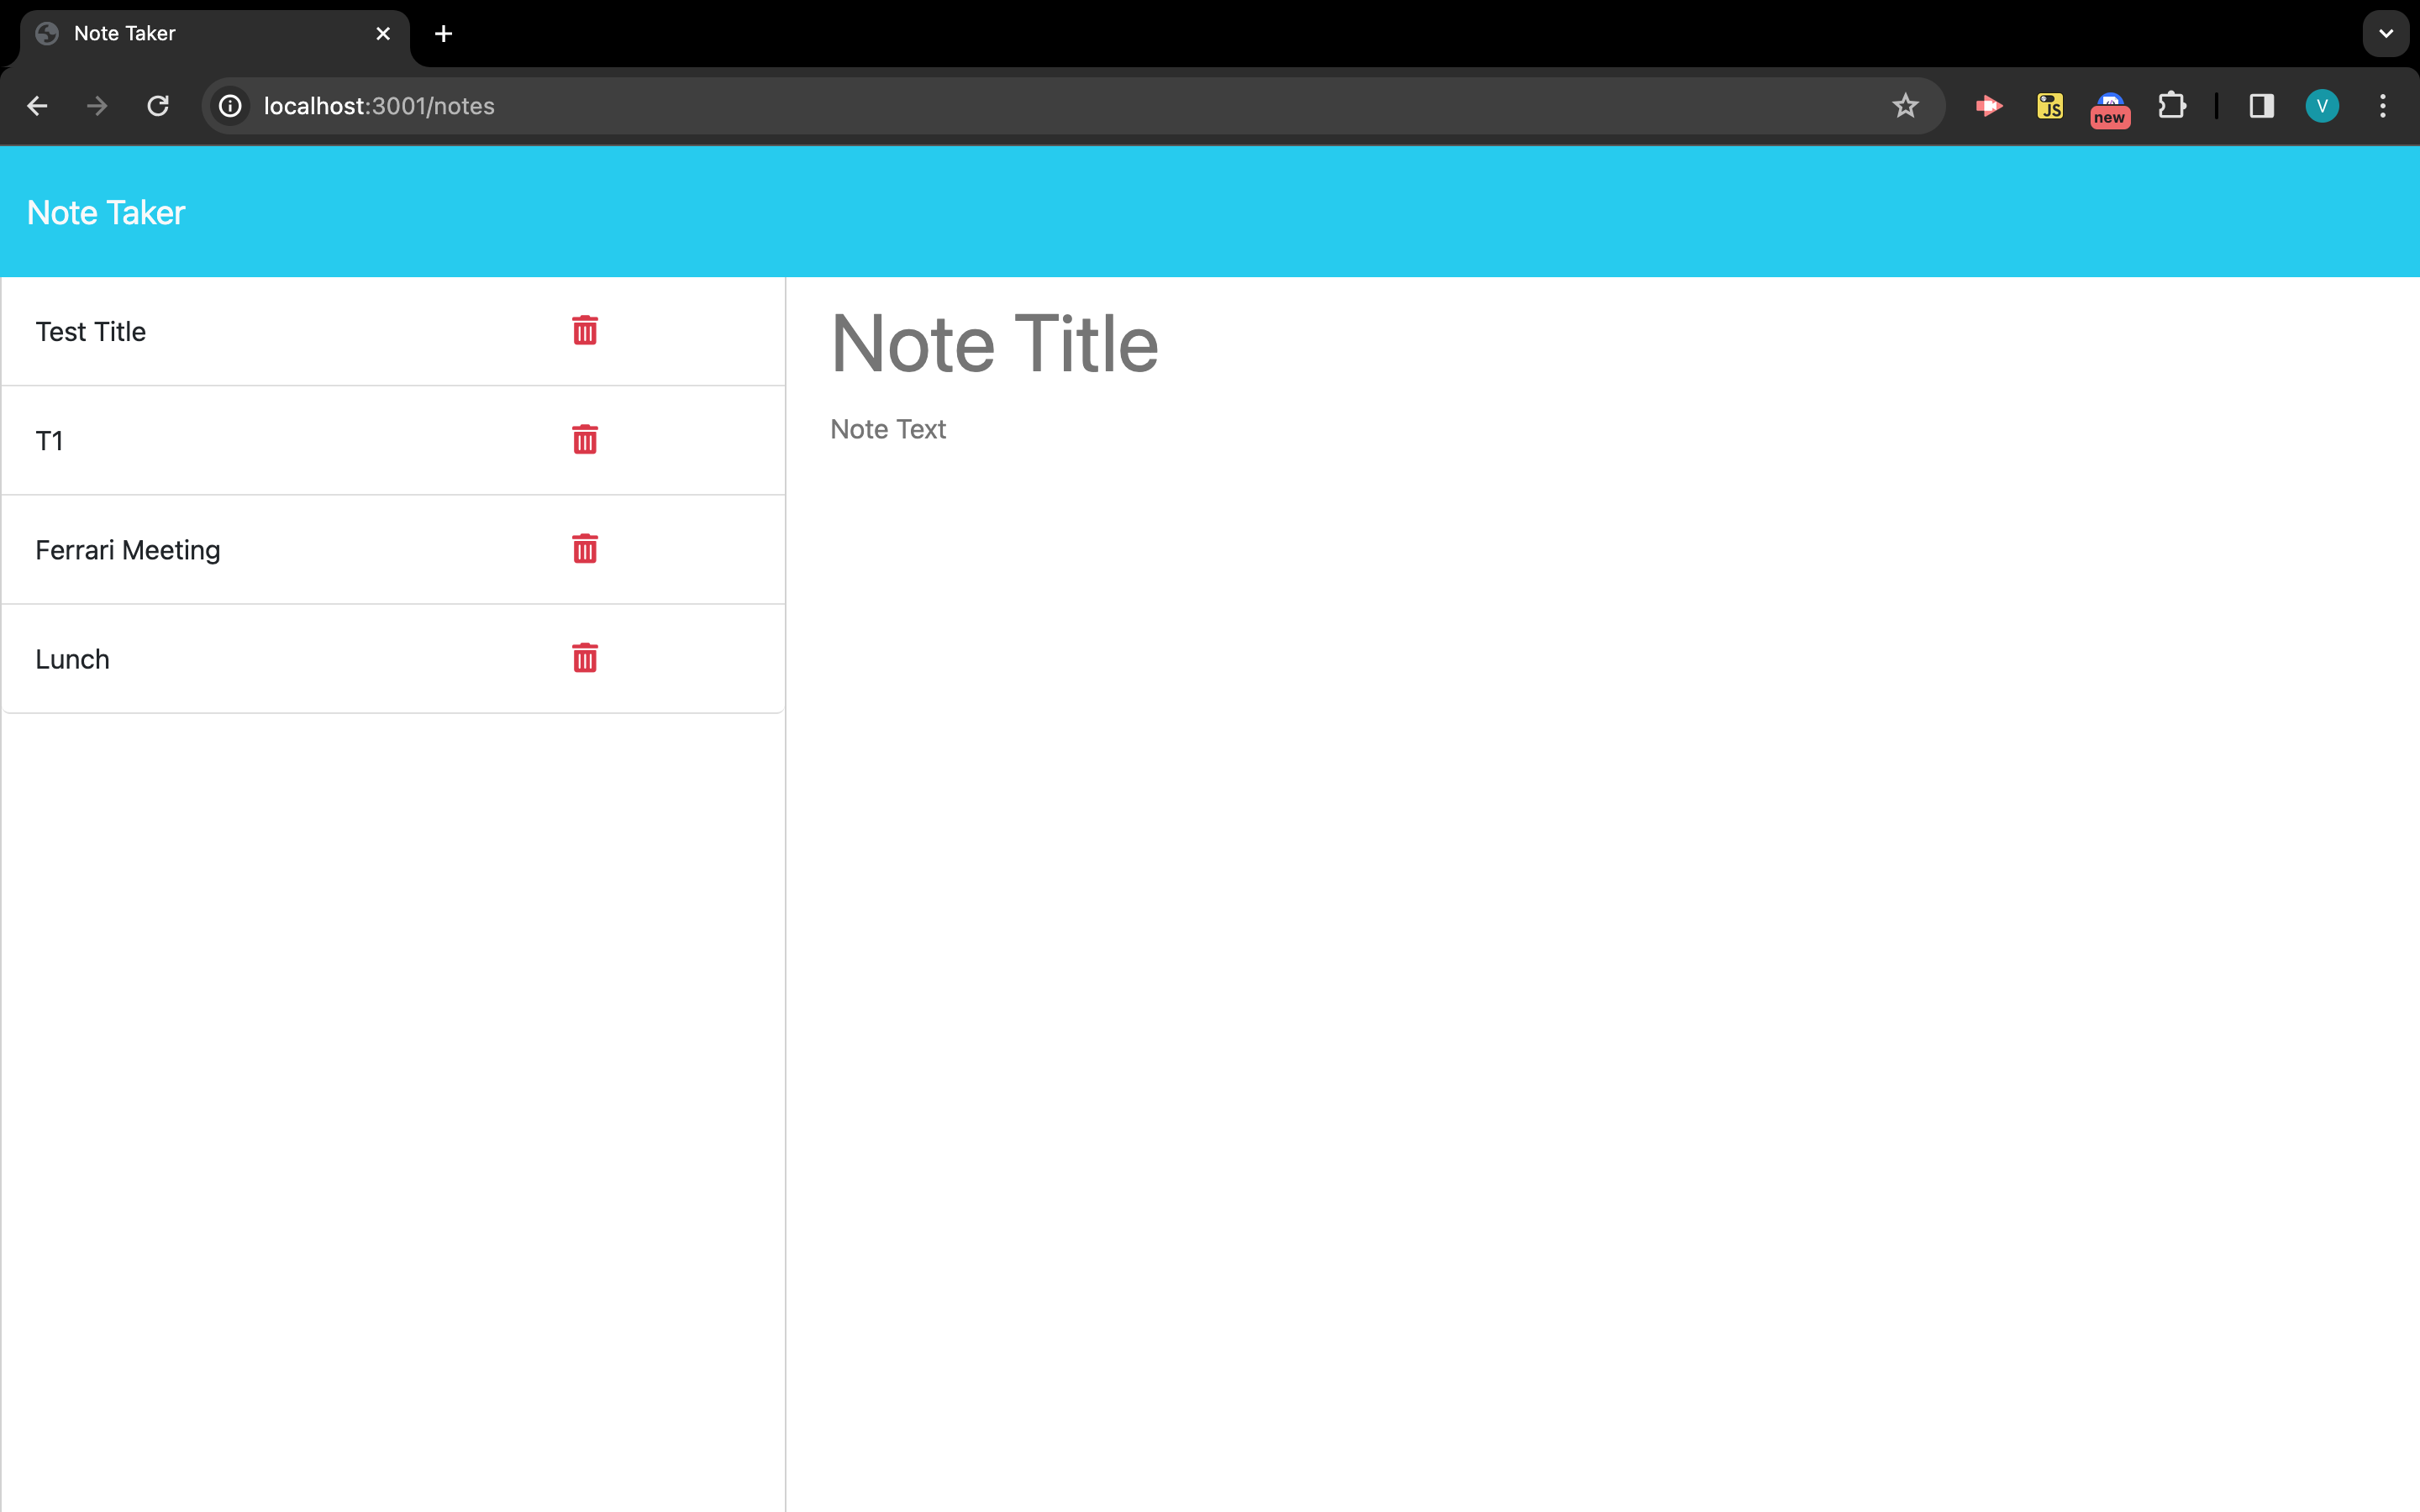 Note Taker
localhost:3001/notes
JS
new
V
Note Taker
Test Title
T1
Ferrari Meeting
Lunch
Note Title
Note Text